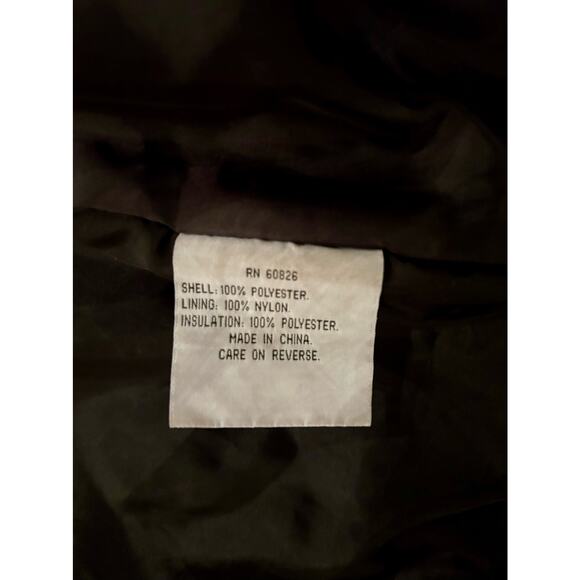 RN 60826
SHELL: 100% POLYESTER.
LINING: 100% NYLON.
INSULATION: 100% POLYESTER.
MADE IN CHINA.
CARE ON REVERSE.